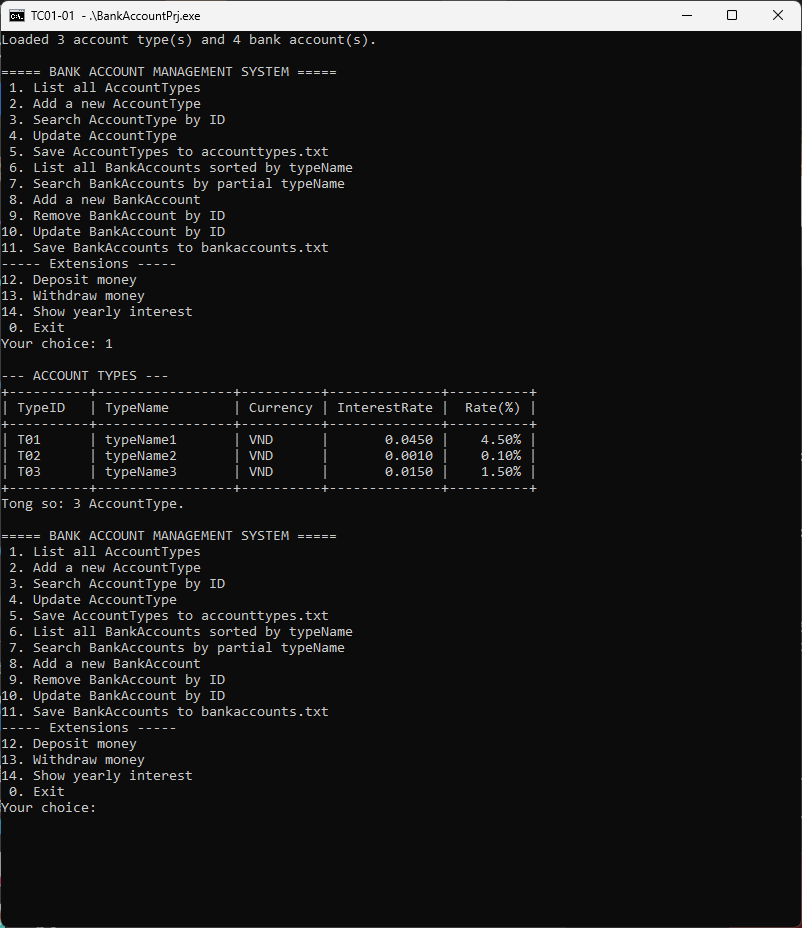 TC01-01 - .\BankAccountPrj.exe
Loaded 3 account type(s) and 4 bank account(s).
===== BANK ACCOUNT MANAGEMENT SYSTEM =====
1. List all AccountTypes
2. Add a new AccountType
3. Search AccountType by ID
4. Update AccountType
5. Save AccountTypes to accounttypes.txt
6. List all BankAccounts sorted by typeName
7. Search BankAccounts by partial typeName
8. Add a new BankAccount
9. Remove BankAccount by ID
10. Update BankAccount by ID
11. Save BankAccounts to bankaccounts.txt
----- Extensions -----
12. Deposit money
13. Withdraw money
14. Show yearly interest
0. Exit
Your choice: 1
--- ACCOUNT TYPES ---
+----------+-----------------+----------+--------------+----------+
| TypeID   | TypeName        | Currency | InterestRate |  Rate(%) |
+----------+-----------------+----------+--------------+----------+
| T01      | typeName1       | VND      |       0.0450 |    4.50% |
| T02      | typeName2       | VND      |       0.0010 |    0.10% |
| T03      | typeName3       | VND      |       0.0150 |    1.50% |
+----------+-----------------+----------+--------------+----------+
Tong so: 3 AccountType.
===== BANK ACCOUNT MANAGEMENT SYSTEM =====
1. List all AccountTypes
2. Add a new AccountType
3. Search AccountType by ID
4. Update AccountType
5. Save AccountTypes to accounttypes.txt
6. List all BankAccounts sorted by typeName
7. Search BankAccounts by partial typeName
8. Add a new BankAccount
9. Remove BankAccount by ID
10. Update BankAccount by ID
11. Save BankAccounts to bankaccounts.txt
----- Extensions -----
12. Deposit money
13. Withdraw money
14. Show yearly interest
0. Exit
Your choice: